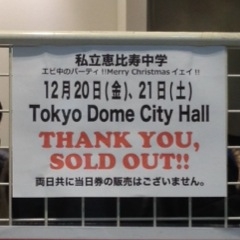 私立恵比寿中学
エビ中のパーティ!!Merry Christmas イェイ!!
12月20日(金)、21日(土)
Tokyo Dome City Hall
THANK YOU,
SOLD OUT!!
両日共に当日券の販売はございません。